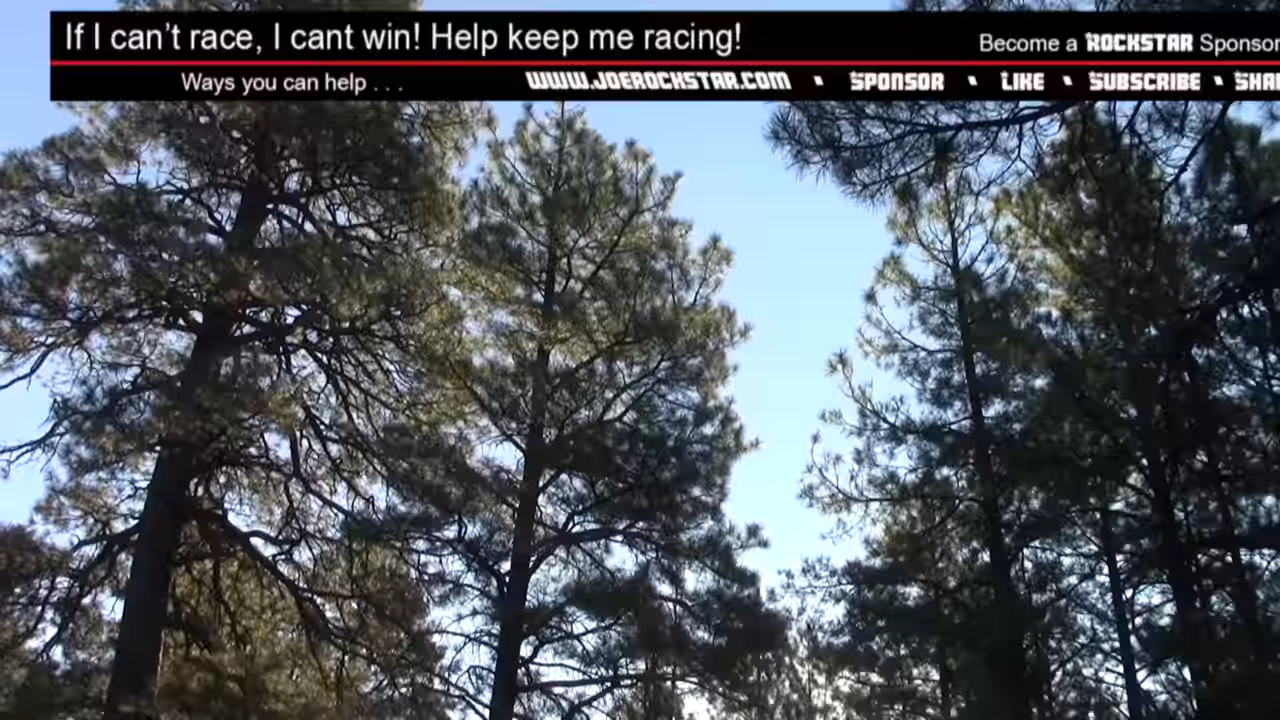 If I can't race, I cant win! Help keep me racing!
Become a ROCKSTAR Sponsor
Ways you can help . . . WWW.JOEROCKSTAR.COM • SPONSOR • LIKE • SUBSCRIBE •